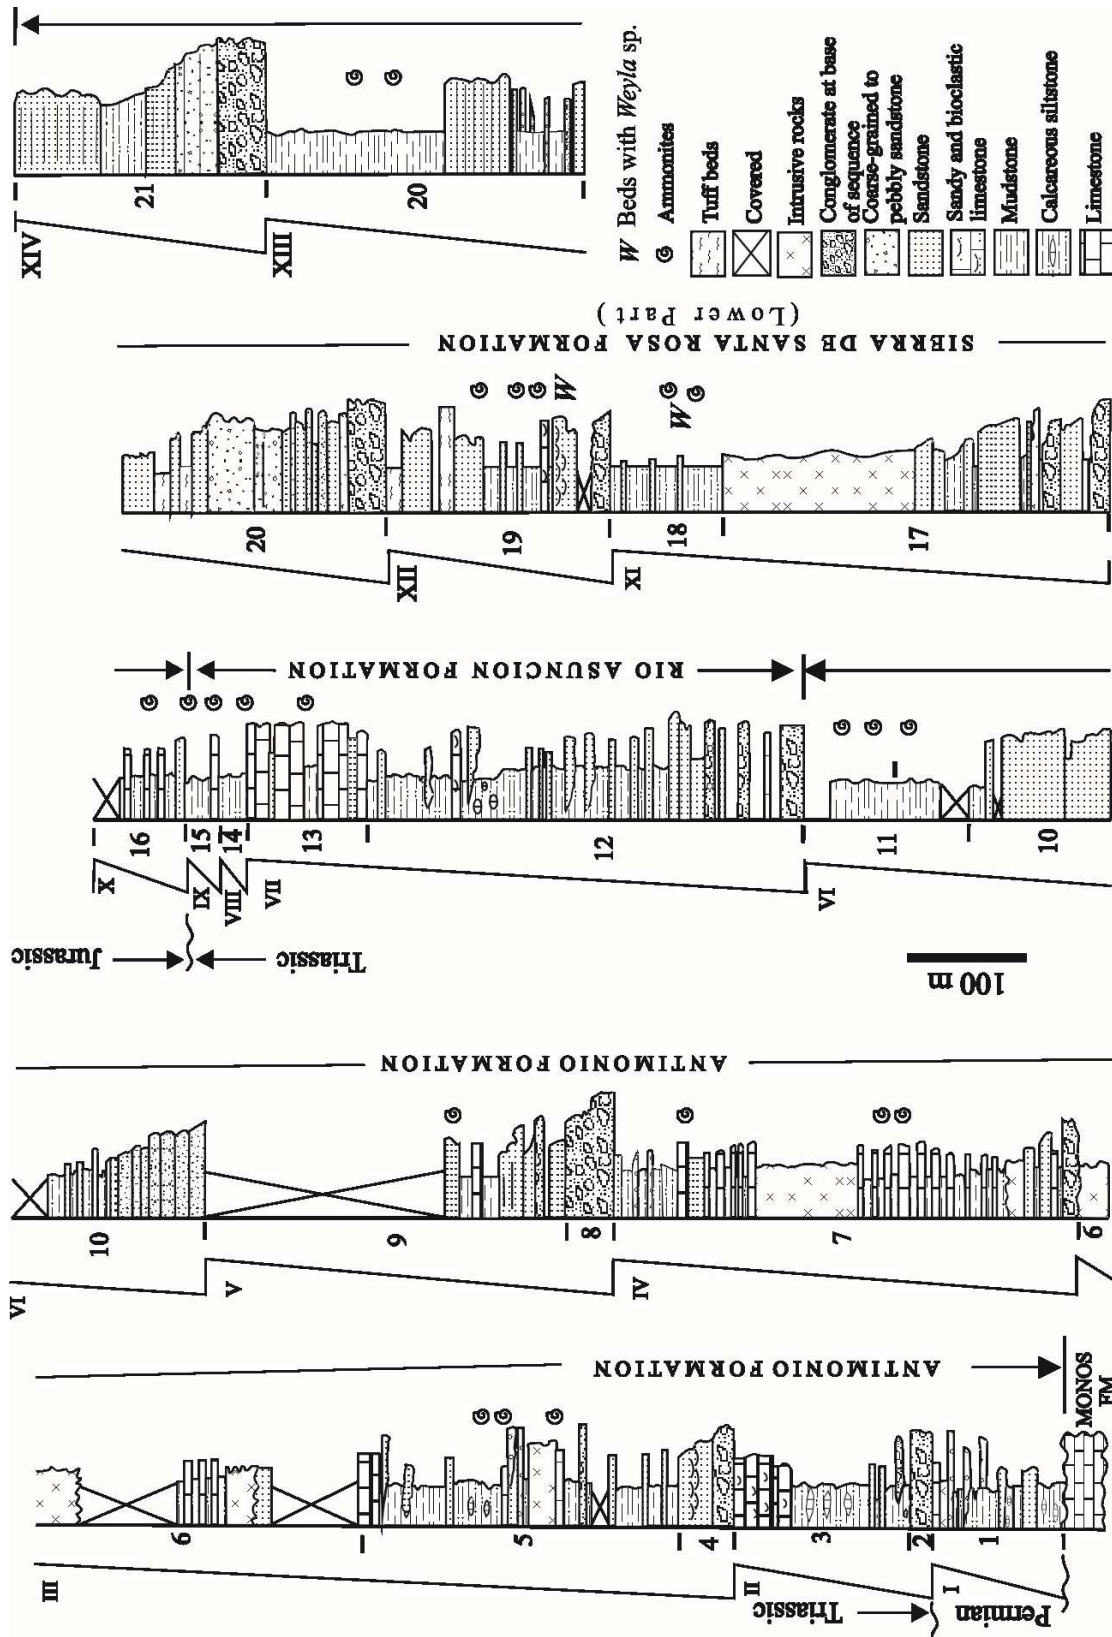 III
II
I
Triassic
Permian
6
5
4
3
2
1
ANTIMONIO FORMATION
MONOS
FM
VI
V
IV
10
9
8
7
6
ANTIMONIO FORMATION
Jurassic
Triassic
X
IX
VIII
VII
VI
16
15
14
13
12
11
10
RIO ASUNCION FORMATION
100 m
XII
XI
20
19
18
17
W
W
SIERRA DE SANTA ROSA FORMATION
(Lower Part)
XIV
XIII
21
20
W Beds with Weyla sp.
Ammonites
Tuff beds
Covered
Intrusive rocks
Conglomerate at base
of sequence
Coarse-grained to
pebbly sandstone
Sandstone
Sandy and bioclastic
limestone
Mudstone
Calcareous siltstone
Limestone